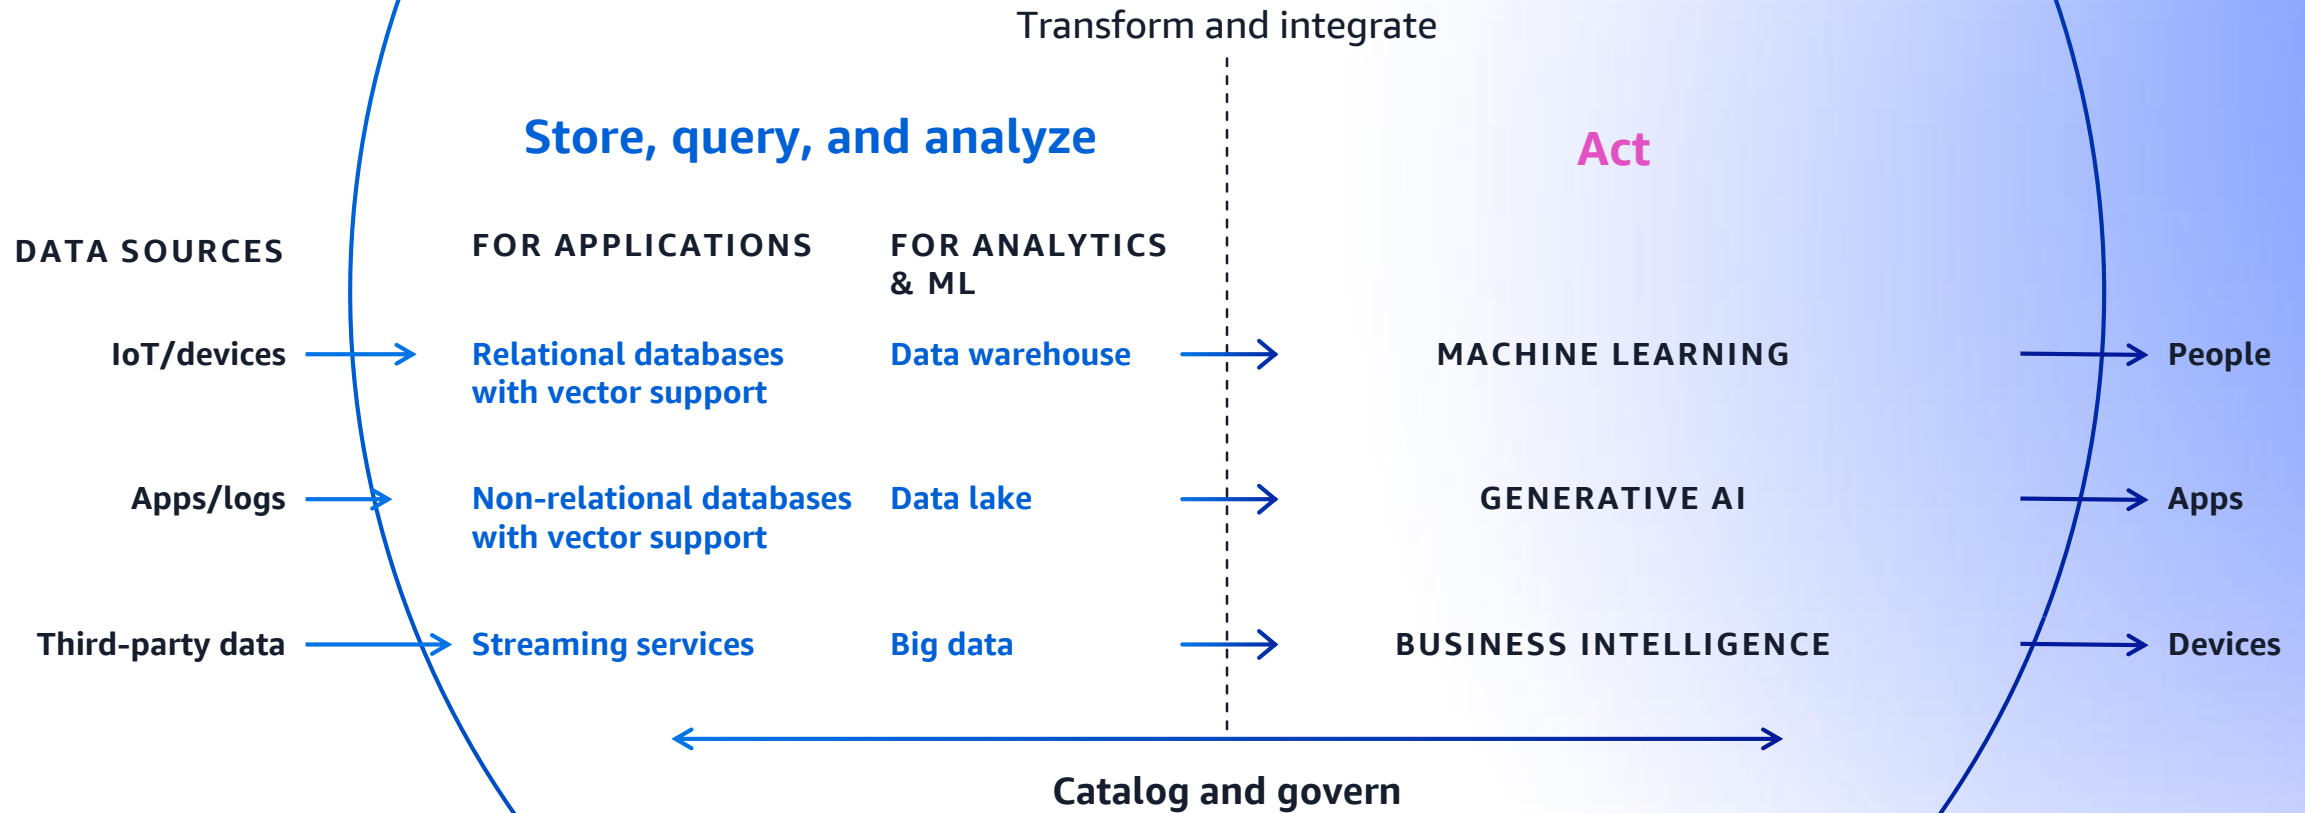 Transform and integrate
Store, query, and analyze
Act
DATA SOURCES
FOR APPLICATIONS
FOR ANALYTICS
& ML
IoT/devices
Relational databases
with vector support
Data warehouse
MACHINE LEARNING
People
Apps/logs
Non-relational databases
with vector support
Data lake
GENERATIVE AI
Apps
Third-party data
Streaming services
Big data
BUSINESS INTELLIGENCE
Devices
Catalog and govern